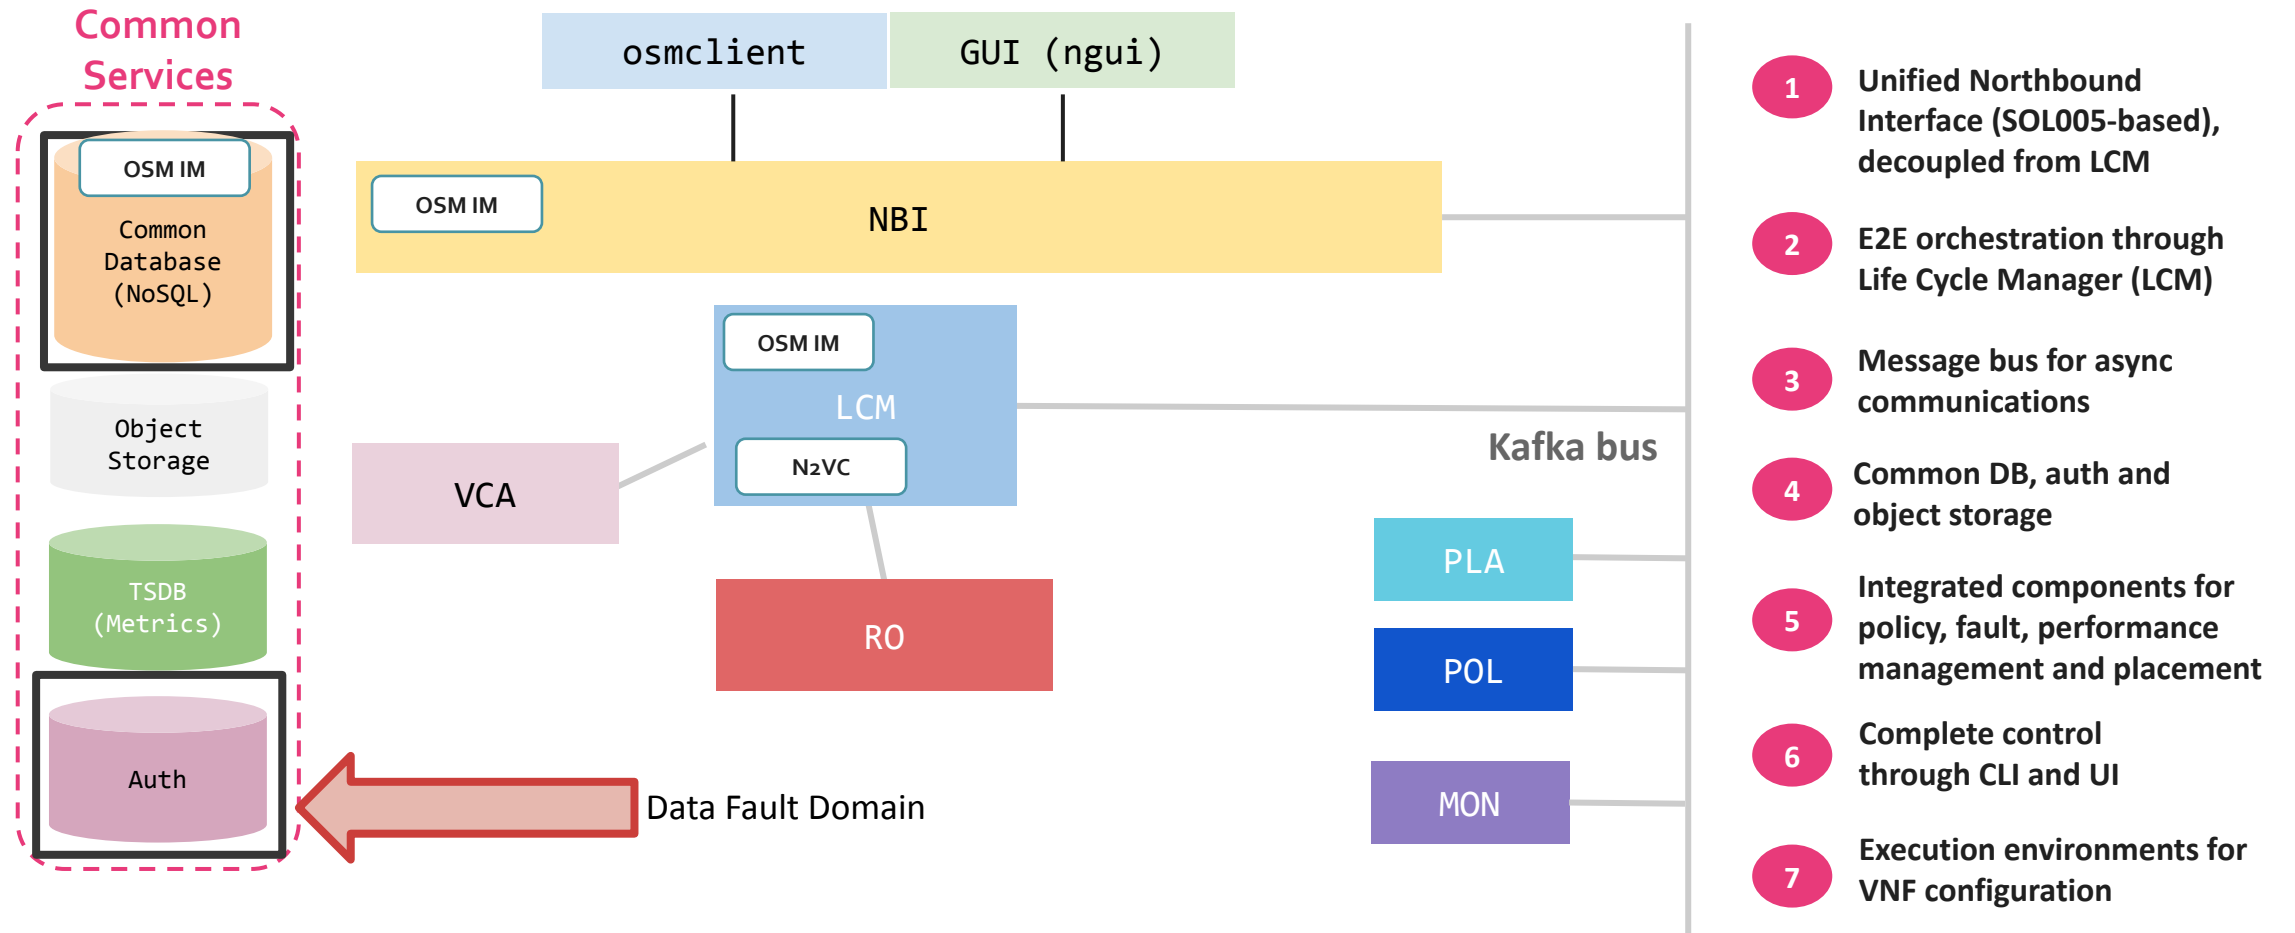 Common
Services
OSM IM
Common
Database
(NoSQL)
Object
Storage
TSDB
(Metrics)
Auth
osmclient
GUI (ngui)
OSM IM
NBI
OSM IM
LCM
N2VC
VCA
RO
Kafka bus
PLA
POL
MON
Data Fault Domain
1
Unified Northbound
Interface (SOL005-based),
decoupled from LCM
2
E2E orchestration through
Life Cycle Manager (LCM)
3
Message bus for async
communications
4
Common DB, auth and
object storage
5
Integrated components for
policy, fault, performance
management and placement
6
Complete control
through CLI and UI
7
Execution environments for
VNF configuration